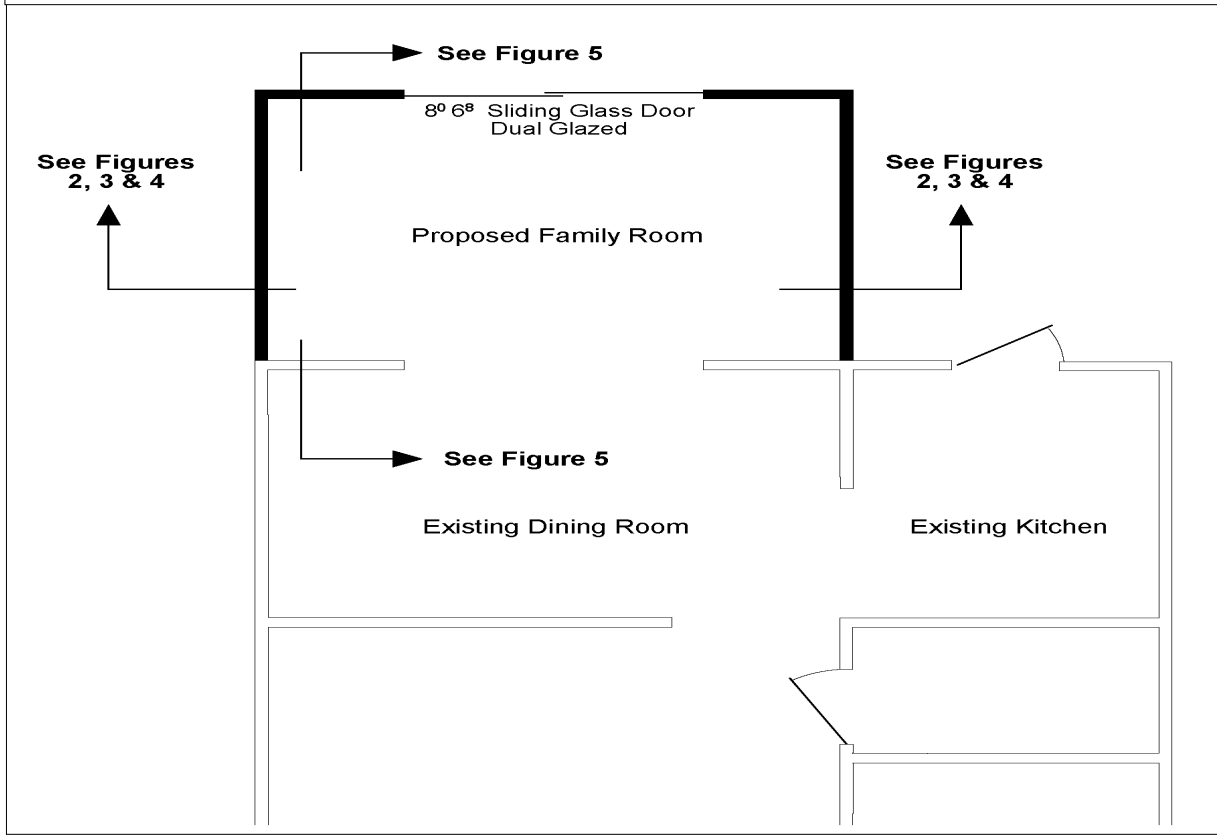 See Figure 5
8⁰ 6⁸ Sliding Glass Door
Dual Glazed
See Figures
2, 3 & 4
See Figures
2, 3 & 4
Proposed Family Room
See Figure 5
Existing Dining Room
Existing Kitchen